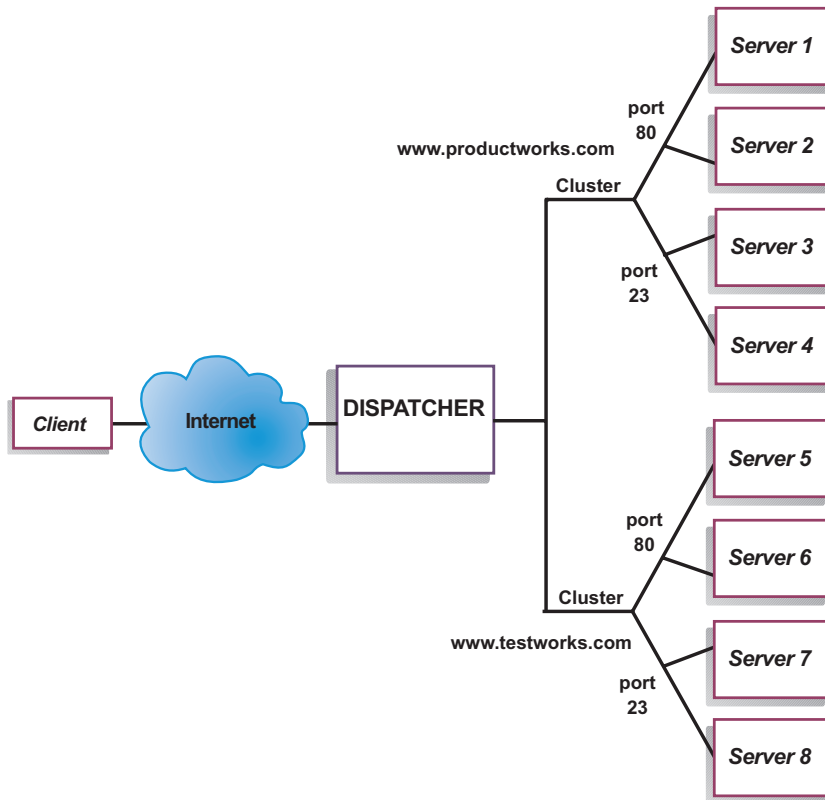 Server 1
port
80
www.productworks.com
Server 2
Cluster
Server 3
port
23
Server 4
Client
Internet
DISPATCHER
Server 5
port
80
Server 6
Cluster
www.testworks.com
Server 7
port
23
Server 8